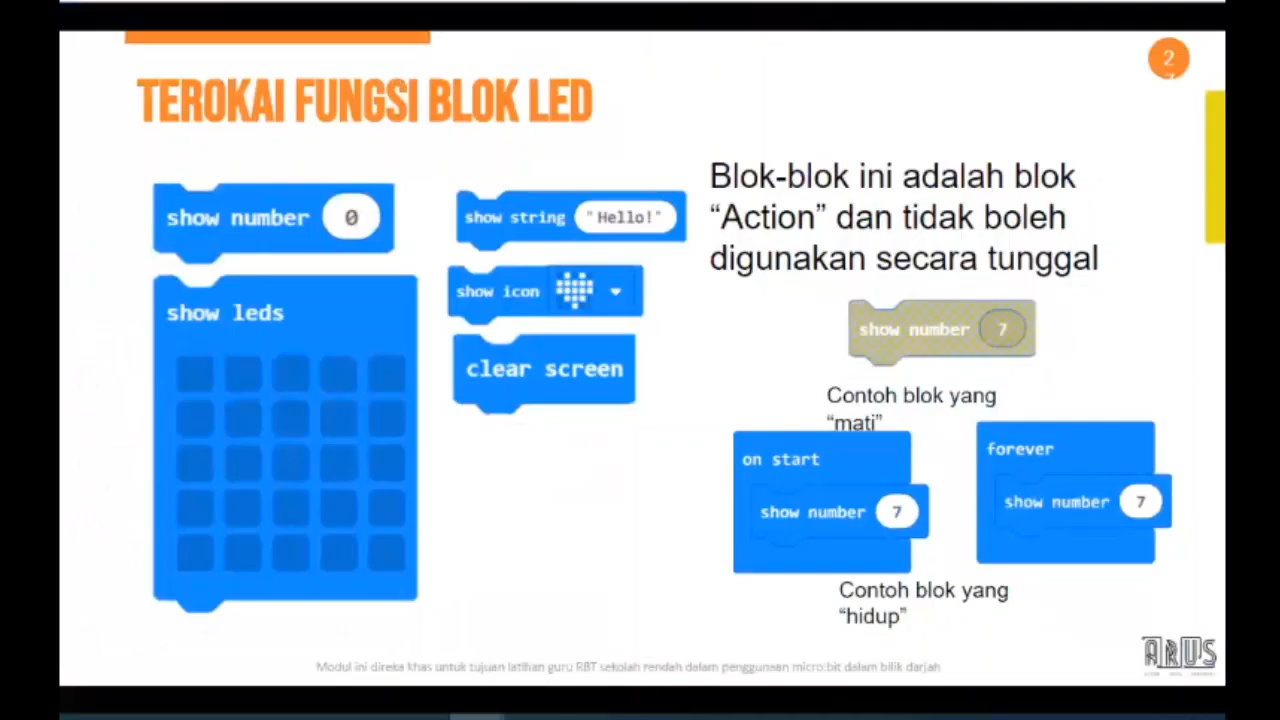 TEROKAI FUNGSI BLOK LED
2
show number 0
show string "Hello!"
show icon
clear screen
show leds
Blok-blok ini adalah blok
“Action” dan tidak boleh
digunakan secara tunggal
show number 7
Contoh blok yang
“mati”
on start
show number 7
forever
show number 7
Contoh blok yang
“hidup”
Modul ini direka khas untuk tujuan latihan guru RBT sekolah rendah dalam penggunaan micro:bit dalam bilik darjah
ARUS